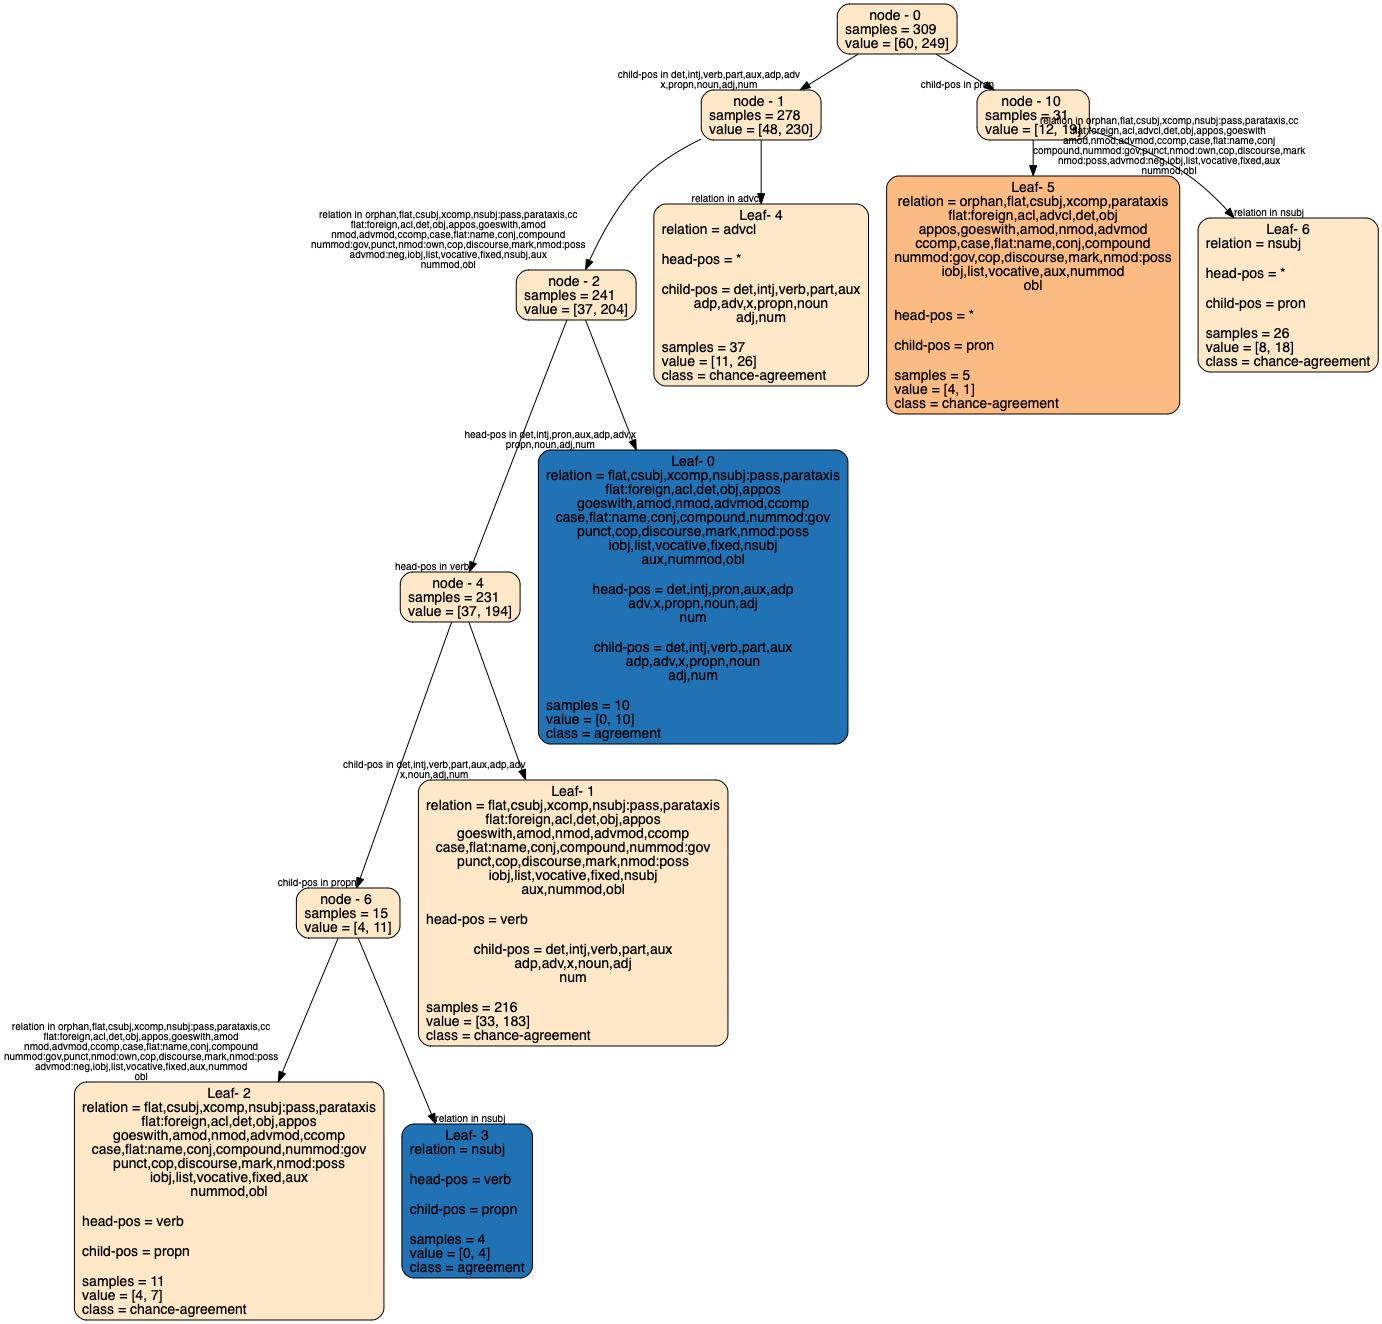 node - 0
samples = 309
value = [60, 249]
child-pos in det,intj,verb,part,aux,adp,adv
x,propn,noun,adj,num
child-pos in pron
node - 1
samples = 278
value = [48, 230]
node - 10
samples = 31
value = [12, 19]
relation in orphan,flat,csubj,xcomp,nsubj:pass,parataxis,cc
flat:foreign,acl,advcl,det,obj,appos,goeswith
amod,nmod,advmod,ccomp,case,flat:name,conj
compound,nummod:gov,punct,nmod:own,cop,discourse,mark
nmod:poss,advmod:neg,iobj,list,vocative,fixed,aux
nummod,obl
relation in nsubj
relation in advcl
relation in orphan,flat,csubj,xcomp,nsubj:pass,parataxis,cc
flat:foreign,acl,det,obj,appos,goeswith,amod
nmod,advmod,ccomp,case,flat:name,conj,compound
nummod:gov,punct,nmod:own,cop,discourse,mark,nmod:poss
advmod:neg,iobj,list,vocative,fixed,nsubj,aux
nummod,obl
Leaf- 5
relation = orphan,flat,csubj,xcomp,parataxis
flat:foreign,acl,advcl,det,obj
appos,goeswith,amod,nmod,advmod
ccomp,case,flat:name,conj,compound
nummod:gov,cop,discourse,mark,nmod:poss
iobj,list,vocative,aux,nummod
obl
head-pos = *
child-pos = pron
samples = 5
value = [4, 1]
class = chance-agreement
Leaf- 6
relation = nsubj
head-pos = *
child-pos = pron
samples = 26
value = [8, 18]
class = chance-agreement
Leaf- 4
relation = advcl
head-pos = *
child-pos = det,intj,verb,part,aux
adp,adv,x,propn,noun
adj,num
samples = 37
value = [11, 26]
class = chance-agreement
node - 2
samples = 241
value = [37, 204]
head-pos in det,intj,pron,aux,adp,adv,x
propn,noun,adj,num
head-pos in verb
Leaf- 0
relation = flat,csubj,xcomp,nsubj:pass,parataxis
flat:foreign,acl,det,obj,appos
goeswith,amod,nmod,advmod,ccomp
case,flat:name,conj,compound,nummod:gov
punct,cop,discourse,mark,nmod:poss
iobj,list,vocative,fixed,nsubj
aux,nummod,obl
head-pos = det,intj,pron,aux,adp
adv,x,propn,noun,adj
num
child-pos = det,intj,verb,part,aux
adp,adv,x,propn,noun
adj,num
samples = 10
value = [0, 10]
class = agreement
node - 4
samples = 231
value = [37, 194]
child-pos in det,intj,verb,part,aux,adp,adv
x,noun,adj,num
child-pos in propn
Leaf- 1
relation = flat,csubj,xcomp,nsubj:pass,parataxis
flat:foreign,acl,det,obj,appos
goeswith,amod,nmod,advmod,ccomp
case,flat:name,conj,compound,nummod:gov
punct,cop,discourse,mark,nmod:poss
iobj,list,vocative,fixed,nsubj
aux,nummod,obl
head-pos = verb
child-pos = det,intj,verb,part,aux
adp,adv,x,noun,adj
num
samples = 216
value = [33, 183]
class = chance-agreement
node - 6
samples = 15
value = [4, 11]
relation in orphan,flat,csubj,xcomp,nsubj:pass,parataxis,cc
flat:foreign,acl,det,obj,appos,goeswith,amod
nmod,advmod,ccomp,case,flat:name,conj,compound
nummod:gov,punct,nmod:own,cop,discourse,mark,nmod:poss
advmod:neg,iobj,list,vocative,fixed,aux,nummod
obl
relation in nsubj
Leaf- 2
relation = flat,csubj,xcomp,nsubj:pass,parataxis
flat:foreign,acl,det,obj,appos
goeswith,amod,nmod,advmod,ccomp
case,flat:name,conj,compound,nummod:gov
punct,cop,discourse,mark,nmod:poss
iobj,list,vocative,fixed,aux
nummod,obl
head-pos = verb
child-pos = propn
samples = 11
value = [4, 7]
class = chance-agreement
Leaf- 3
relation = nsubj
head-pos = verb
child-pos = propn
samples = 4
value = [0, 4]
class = agreement